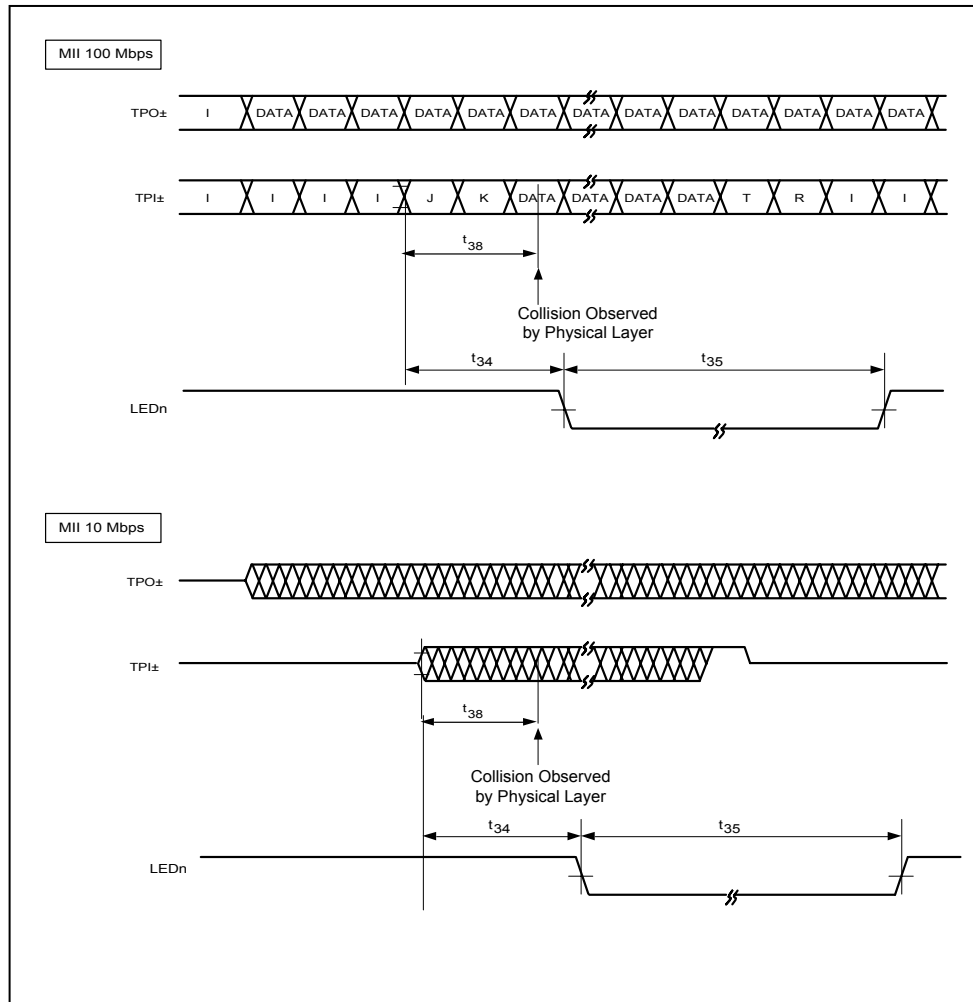 MII 100 Mbps
TPO± I DATA DATA DATA DATA DATA DATA DATA DATA DATA DATA DATA DATA DATA
TPI± I I I I J K DATA DATA DATA DATA T R I I
t38
Collision Observed
by Physical Layer
t34 t35
LEDn
MII 10 Mbps
TPO±
TPI±
t38
Collision Observed
by Physical Layer
t34 t35
LEDn